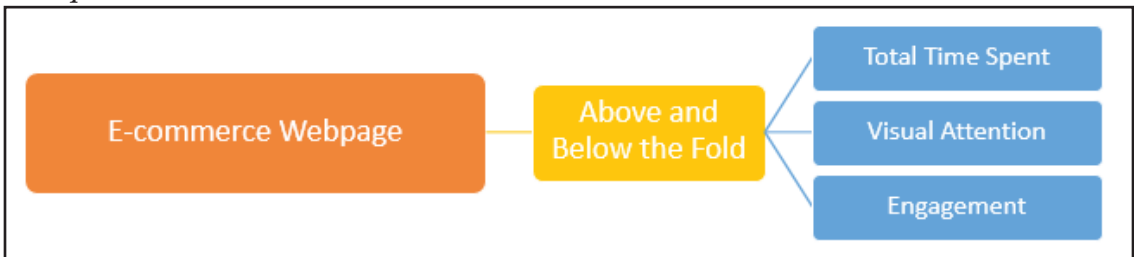 E-commerce Webpage
Above and
Below the Fold
Total Time Spent
Visual Attention
Engagement